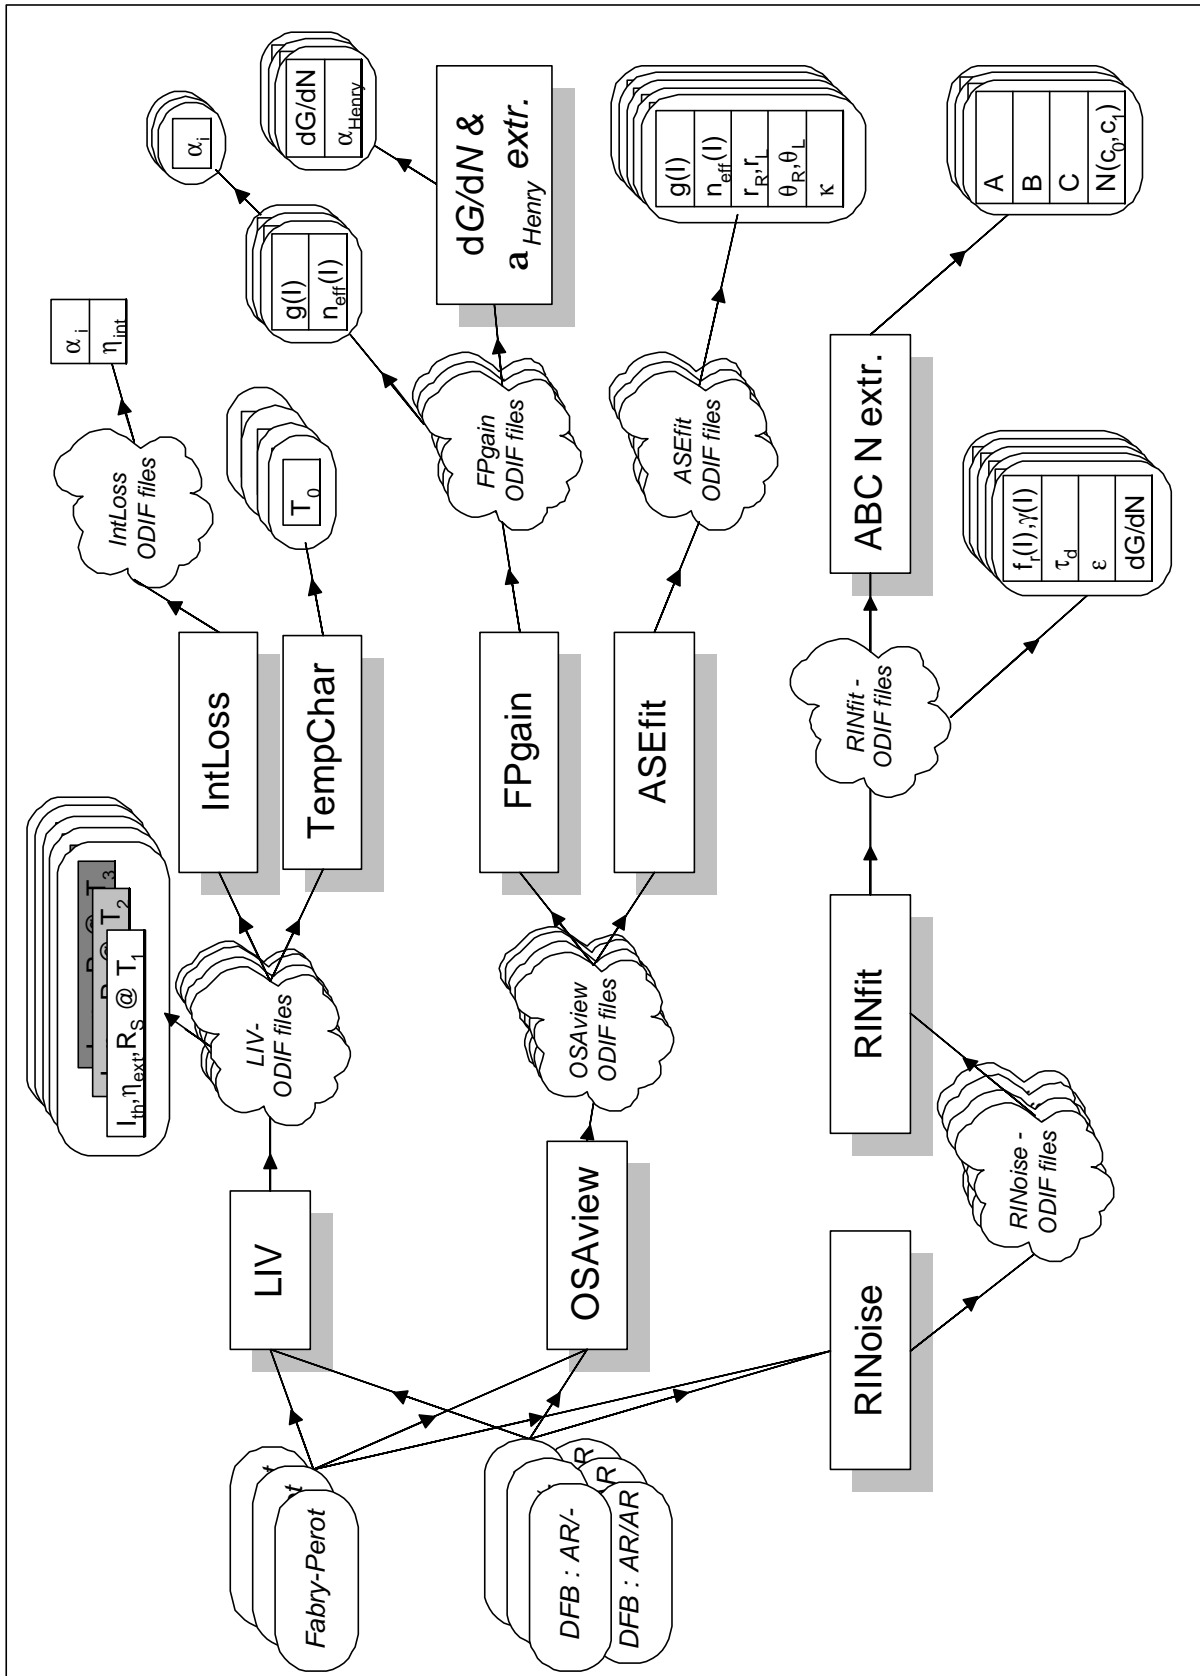 Fabry-Perot
ot
t
DFB : AR/-
DFB : AR/AR
R
R
LIV
OSAview
RINoise
LIV-
ODIF files
OSAview
ODIF files
RINoise -
ODIF files
I_th, η_ext, R_S @ T_1
@ T_2
@ T_3
IntLoss
TempChar
FPgain
ASEfit
RINfit
IntLoss
ODIF files
T_0
FPgain
ODIF files
ASEfit
ODIF files
RINfit -
ODIF files
α_i
η_int
g(I)
n_eff(I)
α_i
dG/dN &
a_Henry extr.
dG/dN
α_Henry
g(I)
n_eff(I)
r_R, r_L
θ_R, θ_L
κ
ABC N extr.
f_r(I), γ(I)
τ_d
ε
dG/dN
A
B
C
N(c_0, c_1)